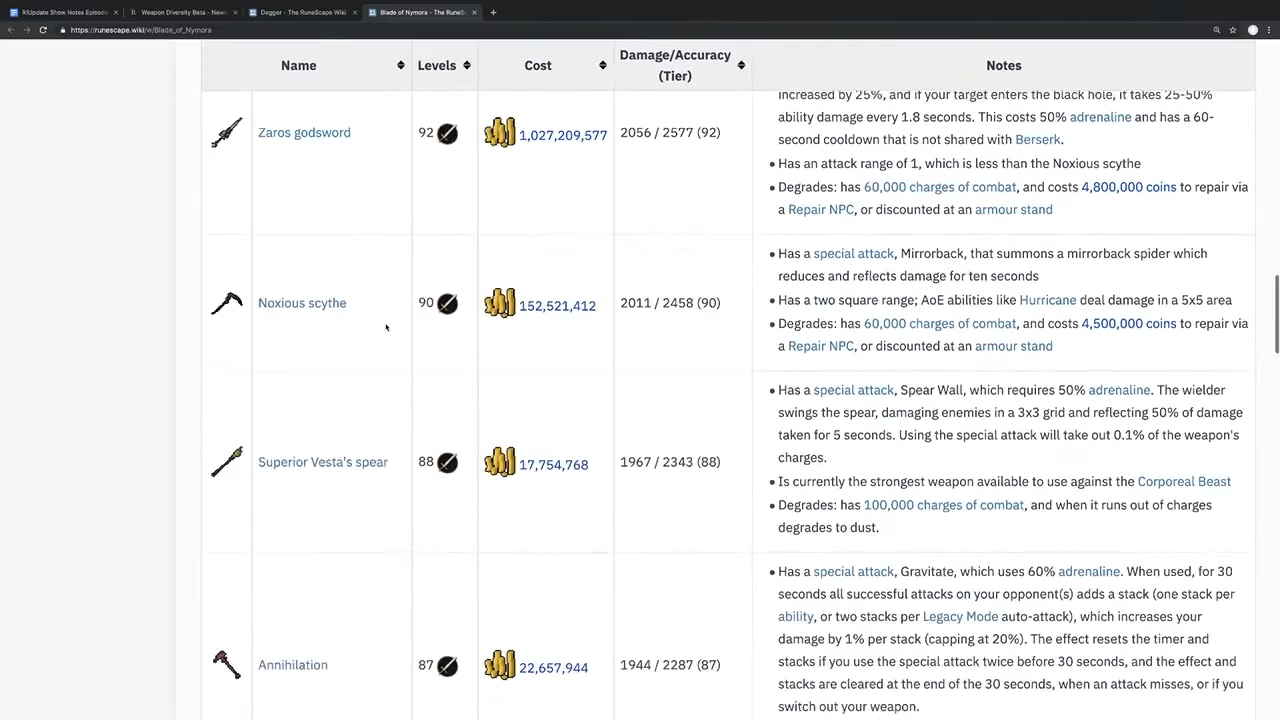 R!Update Show Notes Episode
Weapon Diversity Beta - News
Dagger - The RuneScape Wiki
Blade of Nymora - The RuneS
https://runescape.wiki/w/Blade_of_Nymora
Name
Levels
Cost
Damage/Accuracy
(Tier)
Notes
increased by 25%, and if your target enters the black hole, it takes 25-50%
ability damage every 1.8 seconds. This costs 50% adrenaline and has a 60-
second cooldown that is not shared with Berserk.
Zaros godsword
92
1,027,209,577
2056 / 2577 (92)
• Has an attack range of 1, which is less than the Noxious scythe
• Degrades: has 60,000 charges of combat, and costs 4,800,000 coins to repair via
a Repair NPC, or discounted at an armour stand
Noxious scythe
90
152,521,412
2011 / 2458 (90)
• Has a special attack, Mirrorback, that summons a mirrorback spider which
reduces and reflects damage for ten seconds
• Has a two square range; AoE abilities like Hurricane deal damage in a 5x5 area
• Degrades: has 60,000 charges of combat, and costs 4,500,000 coins to repair via
a Repair NPC, or discounted at an armour stand
Superior Vesta's spear
88
17,754,768
1967 / 2343 (88)
• Has a special attack, Spear Wall, which requires 50% adrenaline. The wielder
swings the spear, damaging enemies in a 3x3 grid and reflecting 50% of damage
taken for 5 seconds. Using the special attack will take out 0.1% of the weapon's
charges.
• Is currently the strongest weapon available to use against the Corporeal Beast
• Degrades: has 100,000 charges of combat, and when it runs out of charges
degrades to dust.
Annihilation
87
22,657,944
1944 / 2287 (87)
• Has a special attack, Gravitate, which uses 60% adrenaline. When used, for 30
seconds all successful attacks on your opponent(s) adds a stack (one stack per
ability, or two stacks per Legacy Mode auto-attack), which increases your
damage by 1% per stack (capping at 20%). The effect resets the timer and
stacks if you use the special attack twice before 30 seconds, and the effect and
stacks are cleared at the end of the 30 seconds, when an attack misses, or if you
switch out your weapon.